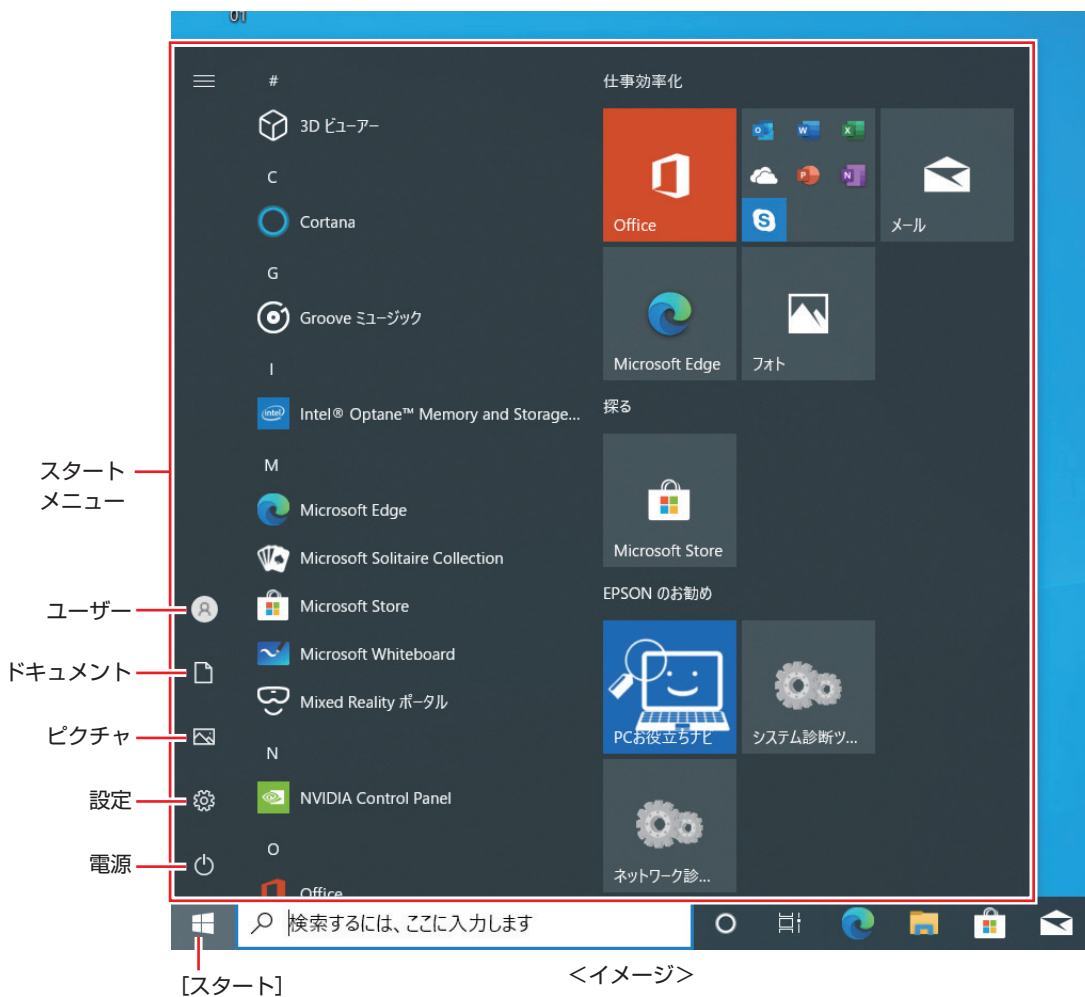 01
#
3D ビューアー
C
Cortana
G
Groove ミュージック
I
intel
Intel® Optane™ Memory and Storage...
M
Microsoft Edge
Microsoft Solitaire Collection
Microsoft Store
Microsoft Whiteboard
Mixed Reality ポータル
N
NVIDIA Control Panel
O
Office
仕事効率化
Office
メール
Microsoft Edge
フォト
探る
Microsoft Store
EPSON のお勧め
PCお役立ちナビ
システム診断ツ...
ネットワーク診...
スタート
メニュー
ユーザー
ドキュメント
ピクチャ
設定
電源
検索するには、ここに入力します
[スタート]
<イメージ>